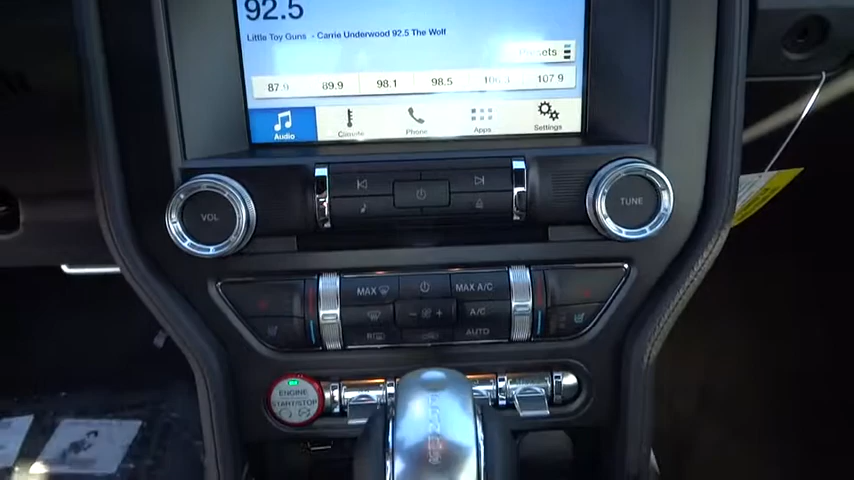 92.5
Little Toy Guns - Carrie Underwood 92.5 The Wolf
Presets
87.9 89.9 98.1 98.5 106.3 107.9
Audio Climate Phone Apps Settings
VOL
TUNE
MAX MAX A/C
A/C
R AUTO
ENGINE
START/STOP